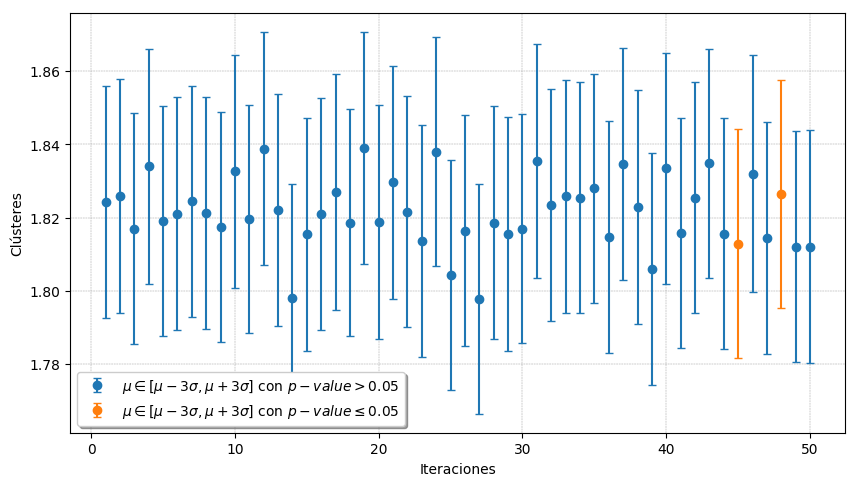 1.86
1.84
1.82
1.80
1.78
Clústeres
μ ∈ [μ − 3σ, μ + 3σ] con p − value > 0.05
μ ∈ [μ − 3σ, μ + 3σ] con p − value ≤ 0.05
0 10 20 30 40 50
Iteraciones